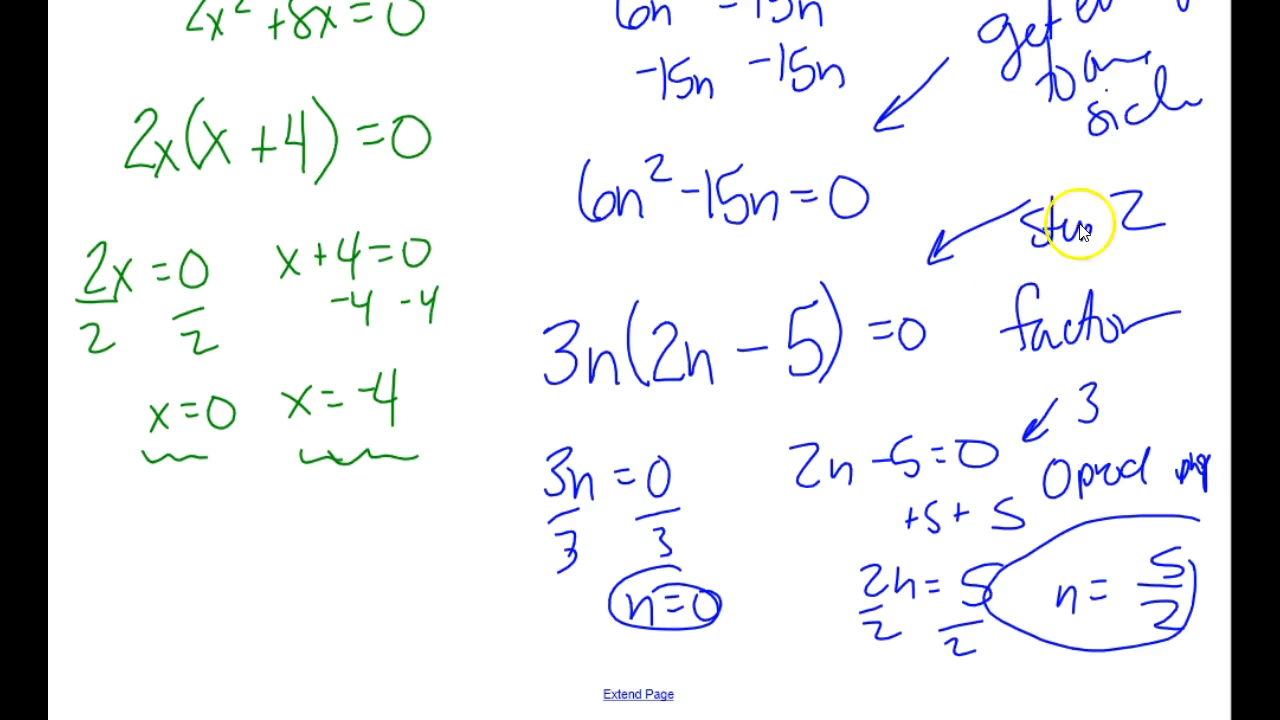 2x² +8x=0
2x(x+4)=0
2x=0 x+4=0
2 2 -4 -4
x=0 x=-4
6n² =15n
-15n -15n
get
to one
side
6n²-15n=0
step 2
3n(2n-5)=0
factor
3
3n=0 2n-5=0
0 prod
3 3 +5+5
n=0 2n=5
2 2
n=5/2
Extend Page